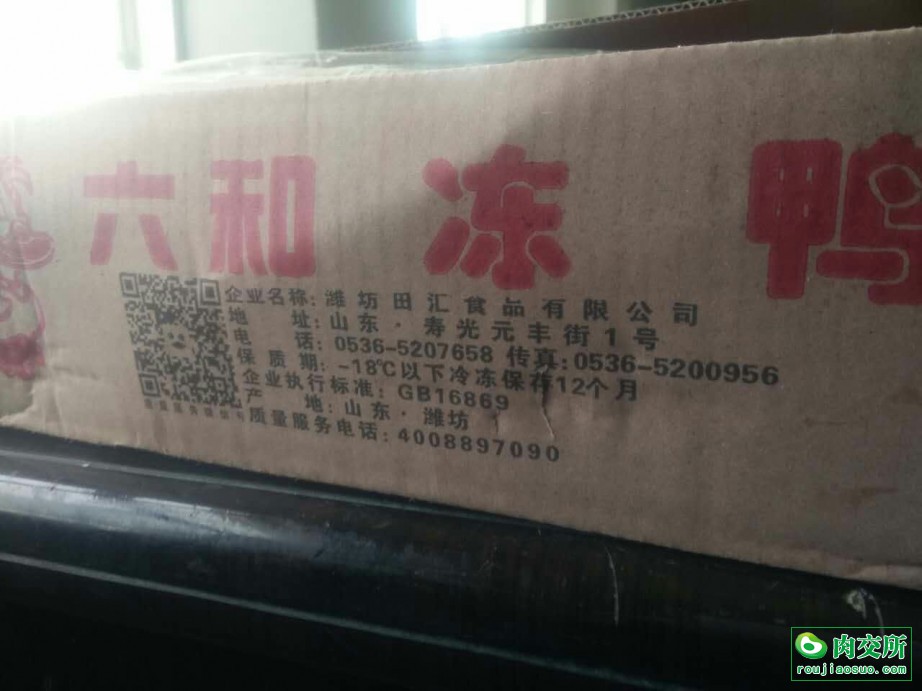 六和 冻 鸭
企业名称：潍坊田汇食品有限公司
地 址：山东·寿光元丰街1号
电 话：0536-5207658 传真：0536-5200956
保 质 期：-18℃以下冷冻保存12个月
企业执行标准：GB16869
产 地：山东·潍坊
质量服务电话：4008897090
肉交所
roujiaosuo.com